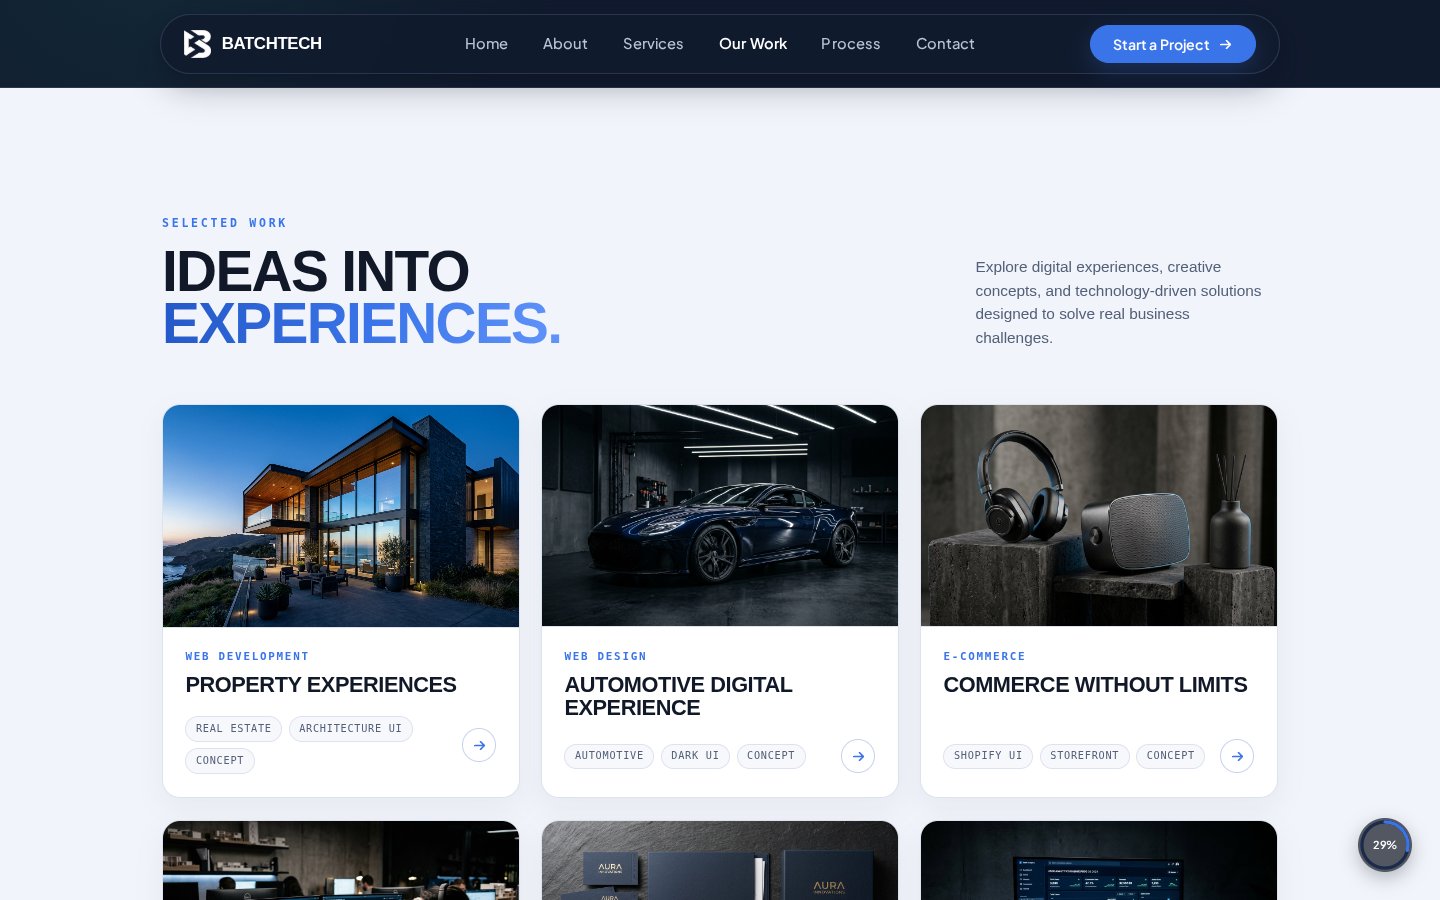 BATCHTECH
Home
About
Services
Our Work
Process
Contact
Start a Project
SELECTED WORK
IDEAS INTO
EXPERIENCES.
Explore digital experiences, creative
concepts, and technology-driven solutions
designed to solve real business
challenges.
WEB DEVELOPMENT
PROPERTY EXPERIENCES
REAL ESTATE
ARCHITECTURE UI
CONCEPT
WEB DESIGN
AUTOMOTIVE DIGITAL
EXPERIENCE
AUTOMOTIVE
DARK UI
CONCEPT
E-COMMERCE
COMMERCE WITHOUT LIMITS
SHOPIFY UI
STOREFRONT
CONCEPT
AURA
INNOVATIONS
AURA
INNOVATIONS
29%